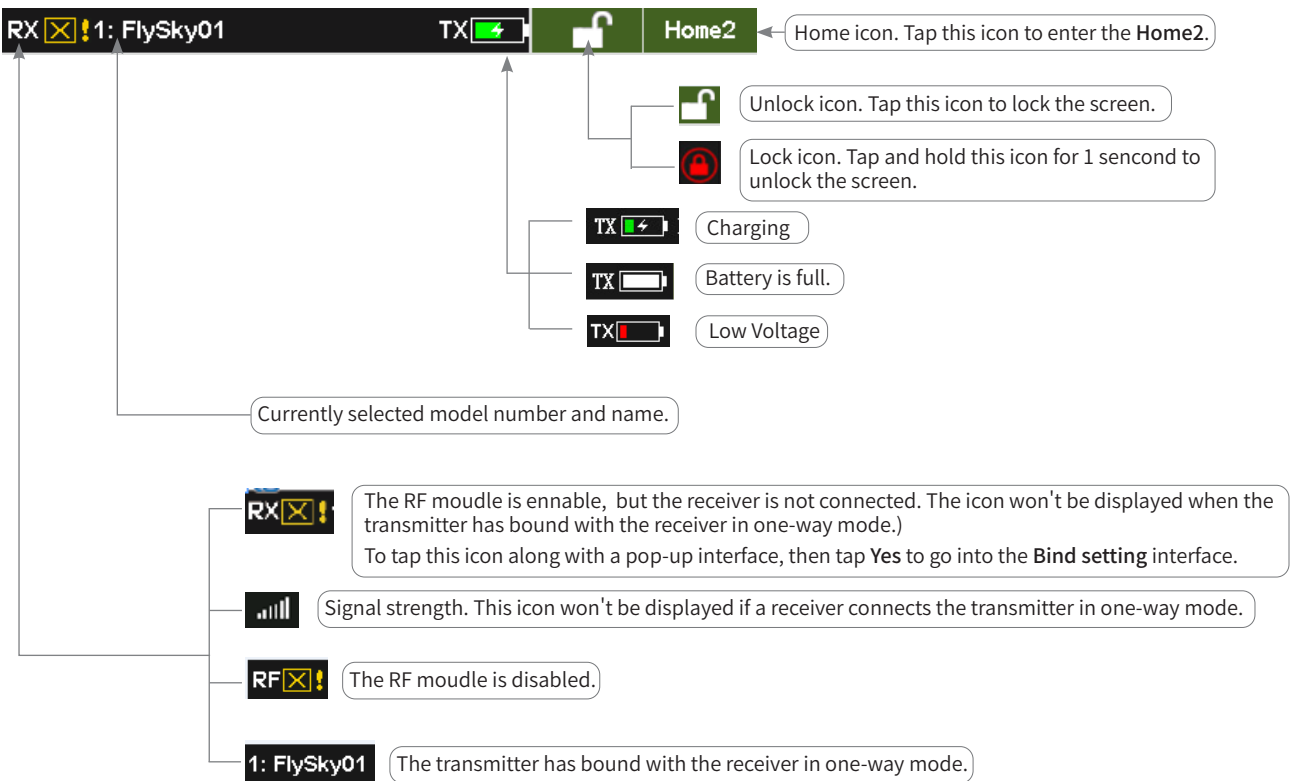 RX !1: FlySky01 TX Home2
Home icon. Tap this icon to enter the Home2.
Unlock icon. Tap this icon to lock the screen.
Lock icon. Tap and hold this icon for 1 sencond to
unlock the screen.
TX Charging
TX Battery is full.
TX Low Voltage
Currently selected model number and name.
RX !
The RF moudle is ennable, but the receiver is not connected. The icon won't be displayed when the
transmitter has bound with the receiver in one-way mode.)
To tap this icon along with a pop-up interface, then tap Yes to go into the Bind setting interface.
Signal strength. This icon won't be displayed if a receiver connects the transmitter in one-way mode.
RF ! The RF moudle is disabled.
1: FlySky01 The transmitter has bound with the receiver in one-way mode.